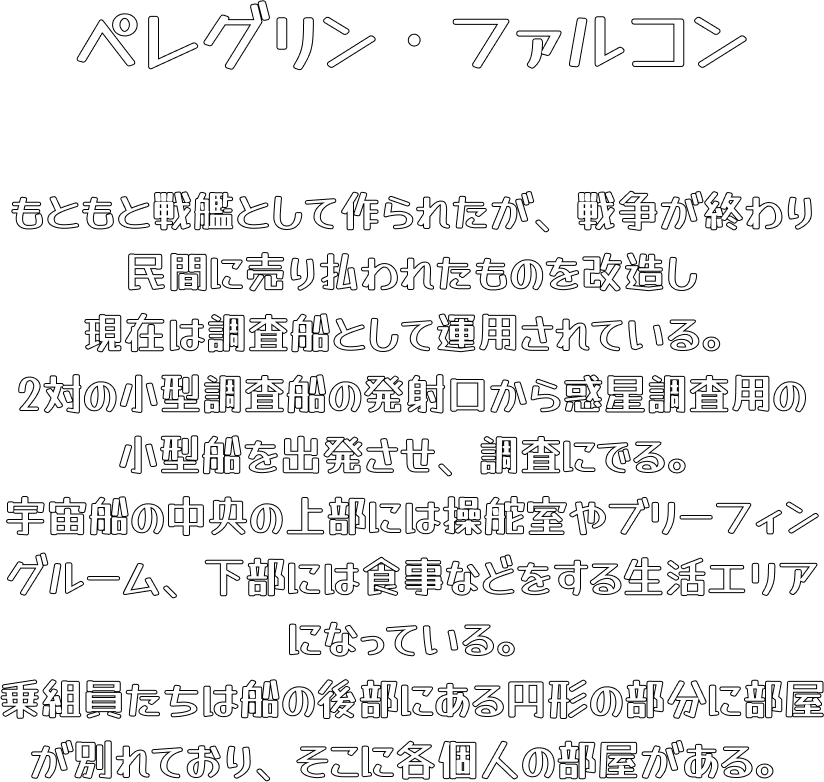 ペレグリン・ファルコン
もともと戦艦として作られたが、戦争が終わり
民間に売り払われたものを改造し
現在は調査船として運用されている。
2対の小型調査船の発射口から惑星調査用の
小型船を出発させ、調査にでる。
宇宙船の中央の上部には操舵室やブリーフィン
グルーム、下部には食事などをする生活エリア
になっている。
乗組員たちは船の後部にある円形の部分に部屋
が別れており、そこに各個人の部屋がある。